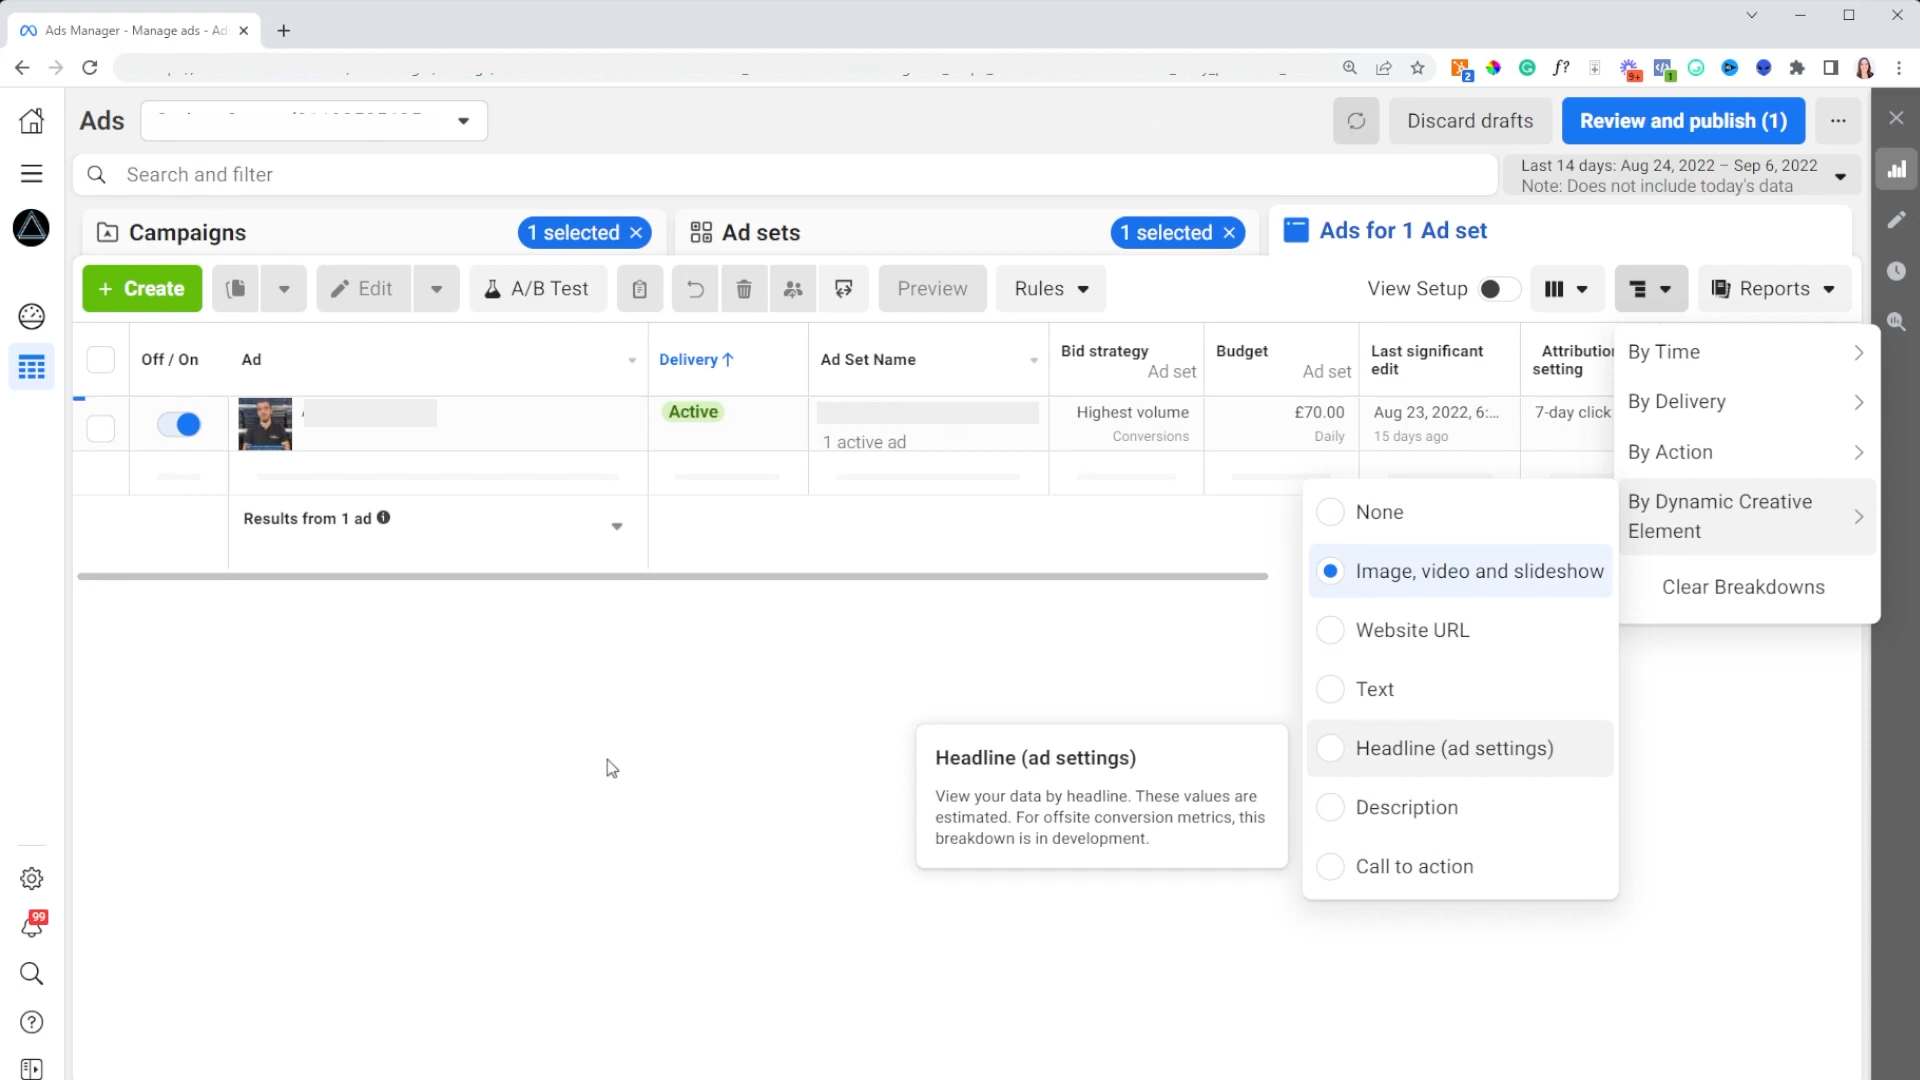 Ads Manager - Manage ads - Ad
2
f?
9+
1
Ads
Discard drafts
Review and publish (1)
Search and filter
Last 14 days: Aug 24, 2022 – Sep 6, 2022
Note: Does not include today's data
Campaigns
1 selected ×
Ad sets
1 selected ×
Ads for 1 Ad set
+ Create
Edit
A/B Test
Preview
Rules
View Setup
Reports
Off / On
Ad
Delivery ↑
Ad Set Name
Bid strategy
Ad set
Budget
Ad set
Last significant
edit
Attribution
setting
Active
1 active ad
Highest volume
Conversions
£70.00
Daily
Aug 23, 2022, 6:...
15 days ago
7-day click
Results from 1 ad
By Time
By Delivery
By Action
By Dynamic Creative
Element
Clear Breakdowns
None
Image, video and slideshow
Website URL
Text
Headline (ad settings)
Description
Call to action
Headline (ad settings)
View your data by headline. These values are
estimated. For offsite conversion metrics, this
breakdown is in development.
99